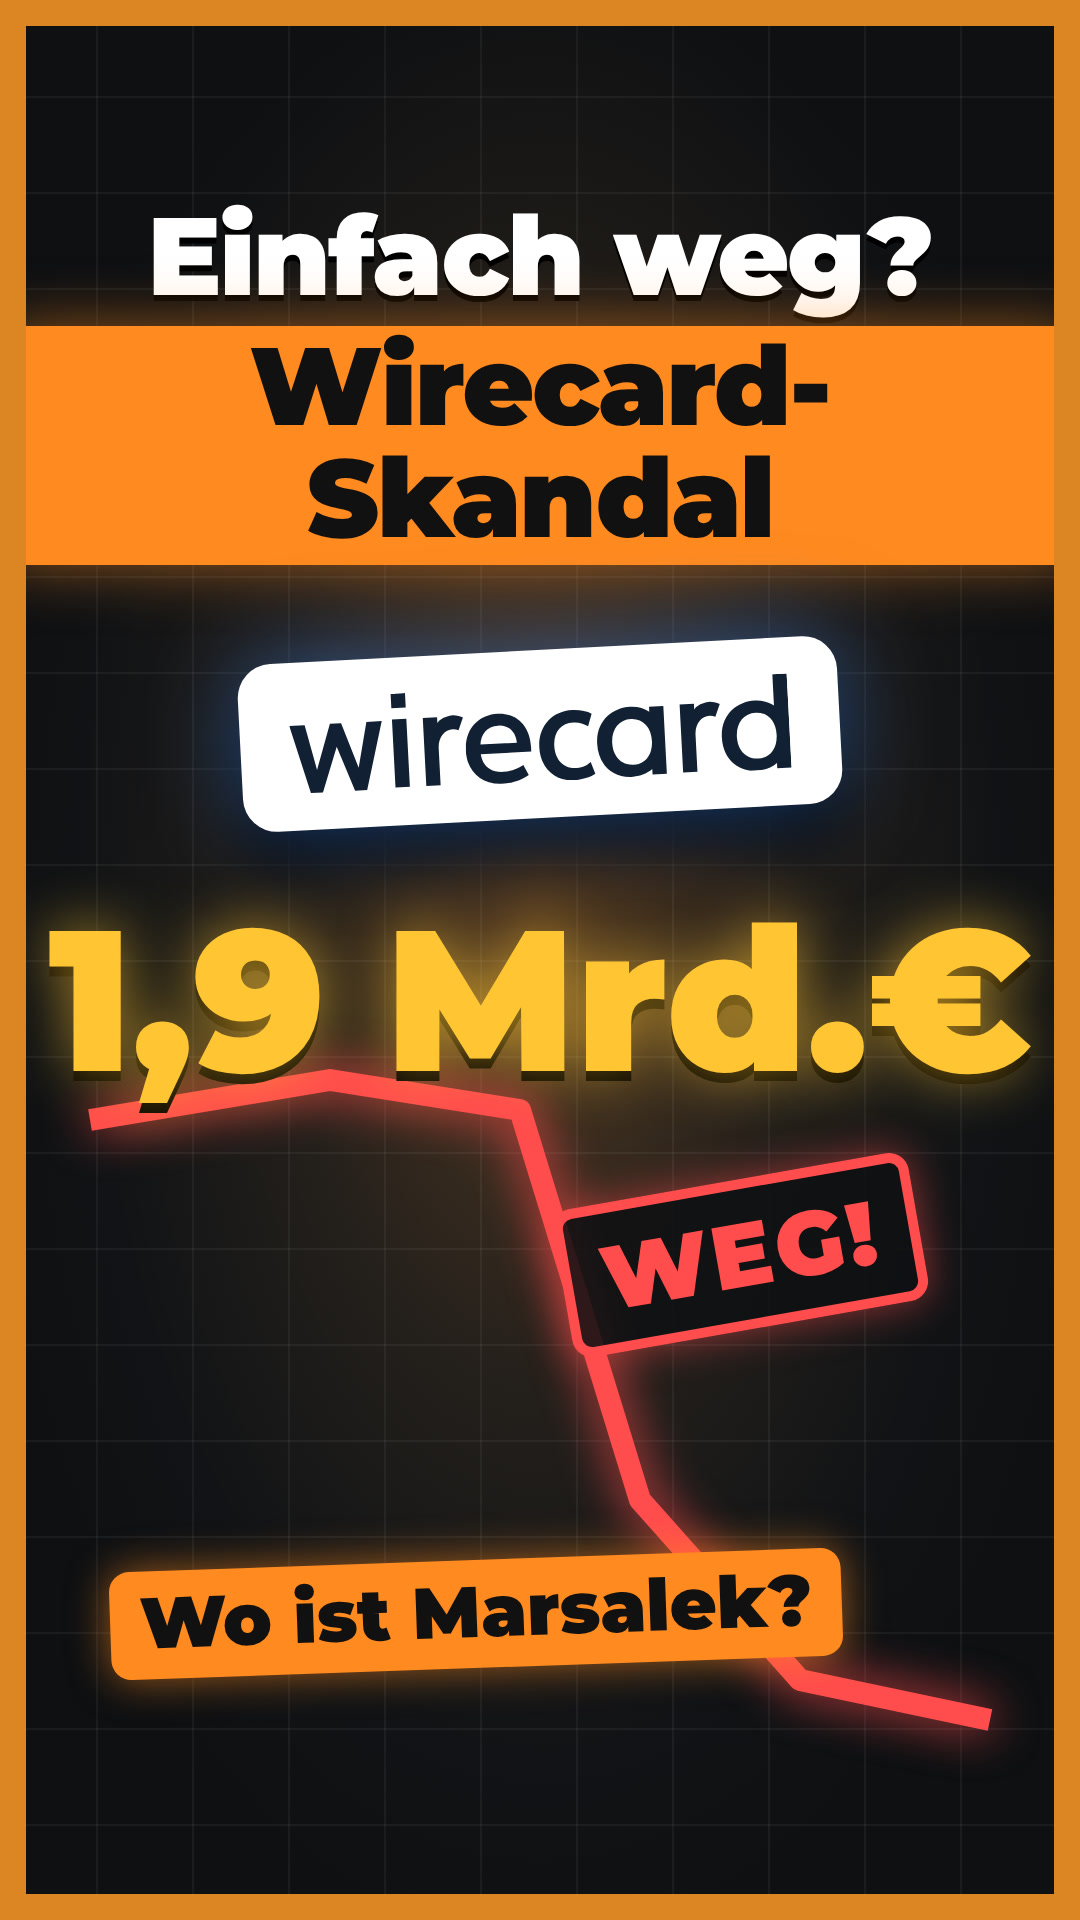 Einfach weg?
Wirecard-
Skandal
wirecard
1,9 Mrd.€
WEG!
Wo ist Marsalek?